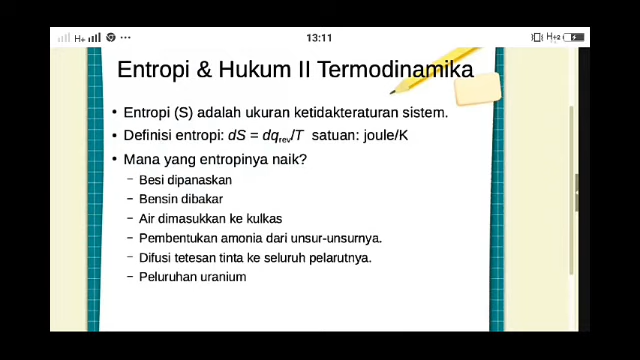 H+ 13:11 H+2
Entropi & Hukum II Termodinamika
• Entropi (S) adalah ukuran ketidakteraturan sistem.
• Definisi entropi: dS = dqrev/T satuan: joule/K
• Mana yang entropinya naik?
– Besi dipanaskan
– Bensin dibakar
– Air dimasukkan ke kulkas
– Pembentukan amonia dari unsur-unsurnya.
– Difusi tetesan tinta ke seluruh pelarutnya.
– Peluruhan uranium